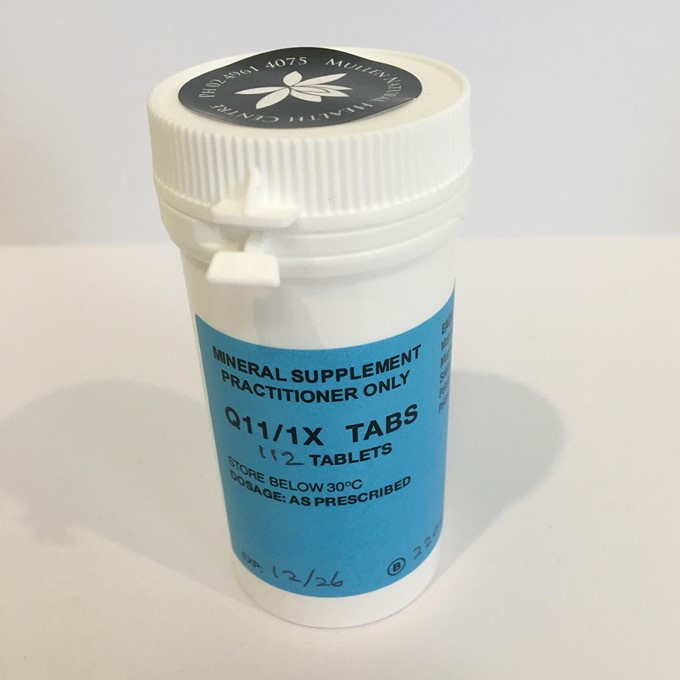 PH 02 4961 4075 MULLEN NATURAL HEALTH CENTRE
MINERAL SUPPLEMENT
PRACTITIONER ONLY
Q11/1X TABS
112 TABLETS
STORE BELOW 30°C
DOSAGE: AS PRESCRIBED
EXP: 12/26
B